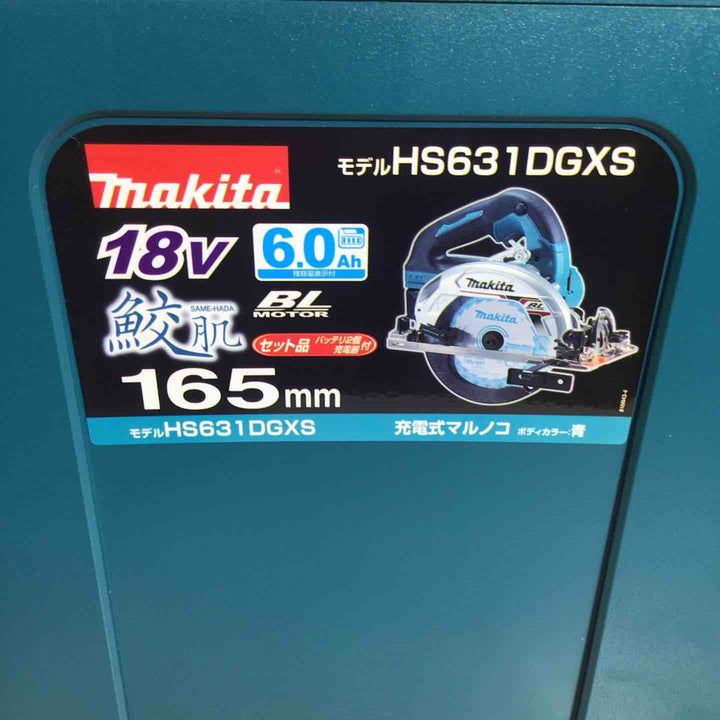 makita
モデルHS631DGXS
18V
6.0Ah
残容量表示付
鮫肌
SAME-HADA
BL
MOTOR
セット品 バッテリ2個 充電器付
165mm
makita
BL
makita
モデルHS631DGXS 充電式マルノコ ボディカラー:青